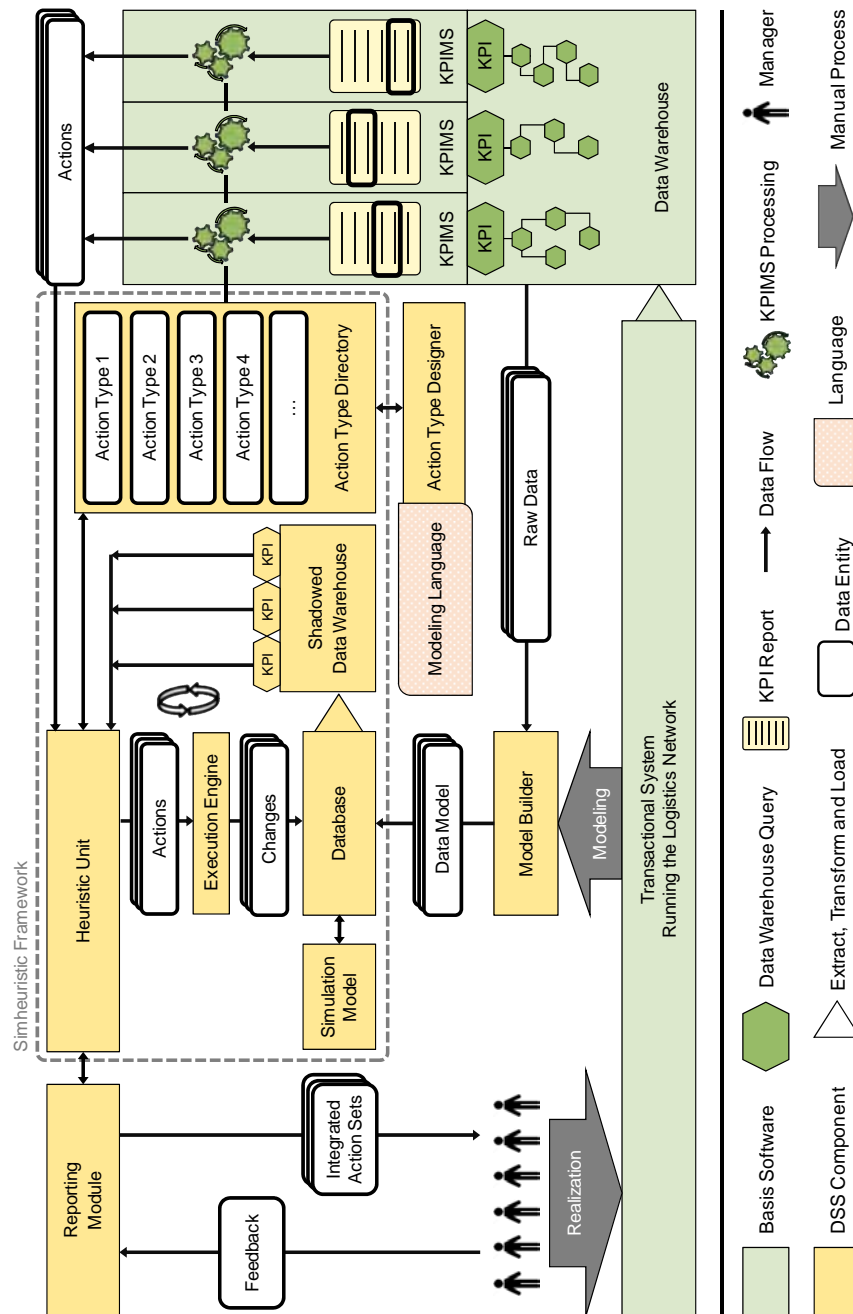 Simheuristic Framework
Reporting
Module
Heuristic Unit
Actions
Feedback
Integrated
Action Sets
Actions
Execution Engine
Changes
Simulation
Model
Database
KPI
KPI
KPI
Shadowed
Data Warehouse
Action Type 1
Action Type 2
Action Type 3
Action Type 4
...
Action Type Directory
Modeling Language
Action Type Designer
KPIMS
KPIMS
KPIMS
KPI
KPI
KPI
Data Warehouse
Data Model
Raw Data
Model Builder
Realization
Modeling
Transactional System
Running the Logistics Network
Basis Software
Data Warehouse Query
KPI Report
Data Flow
KPIMS Processing
Manager
DSS Component
Extract, Transform and Load
Data Entity
Language
Manual Process